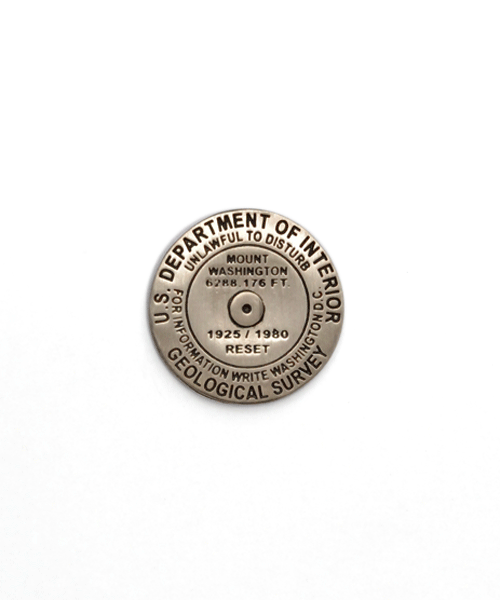 U.S. DEPARTMENT OF INTERIOR
UNLAWFUL TO DISTURB
MOUNT
WASHINGTON
6288.176 FT.
1925 / 1980
RESET
FOR INFORMATION WRITE WASHINGTON D.C.
GEOLOGICAL SURVEY